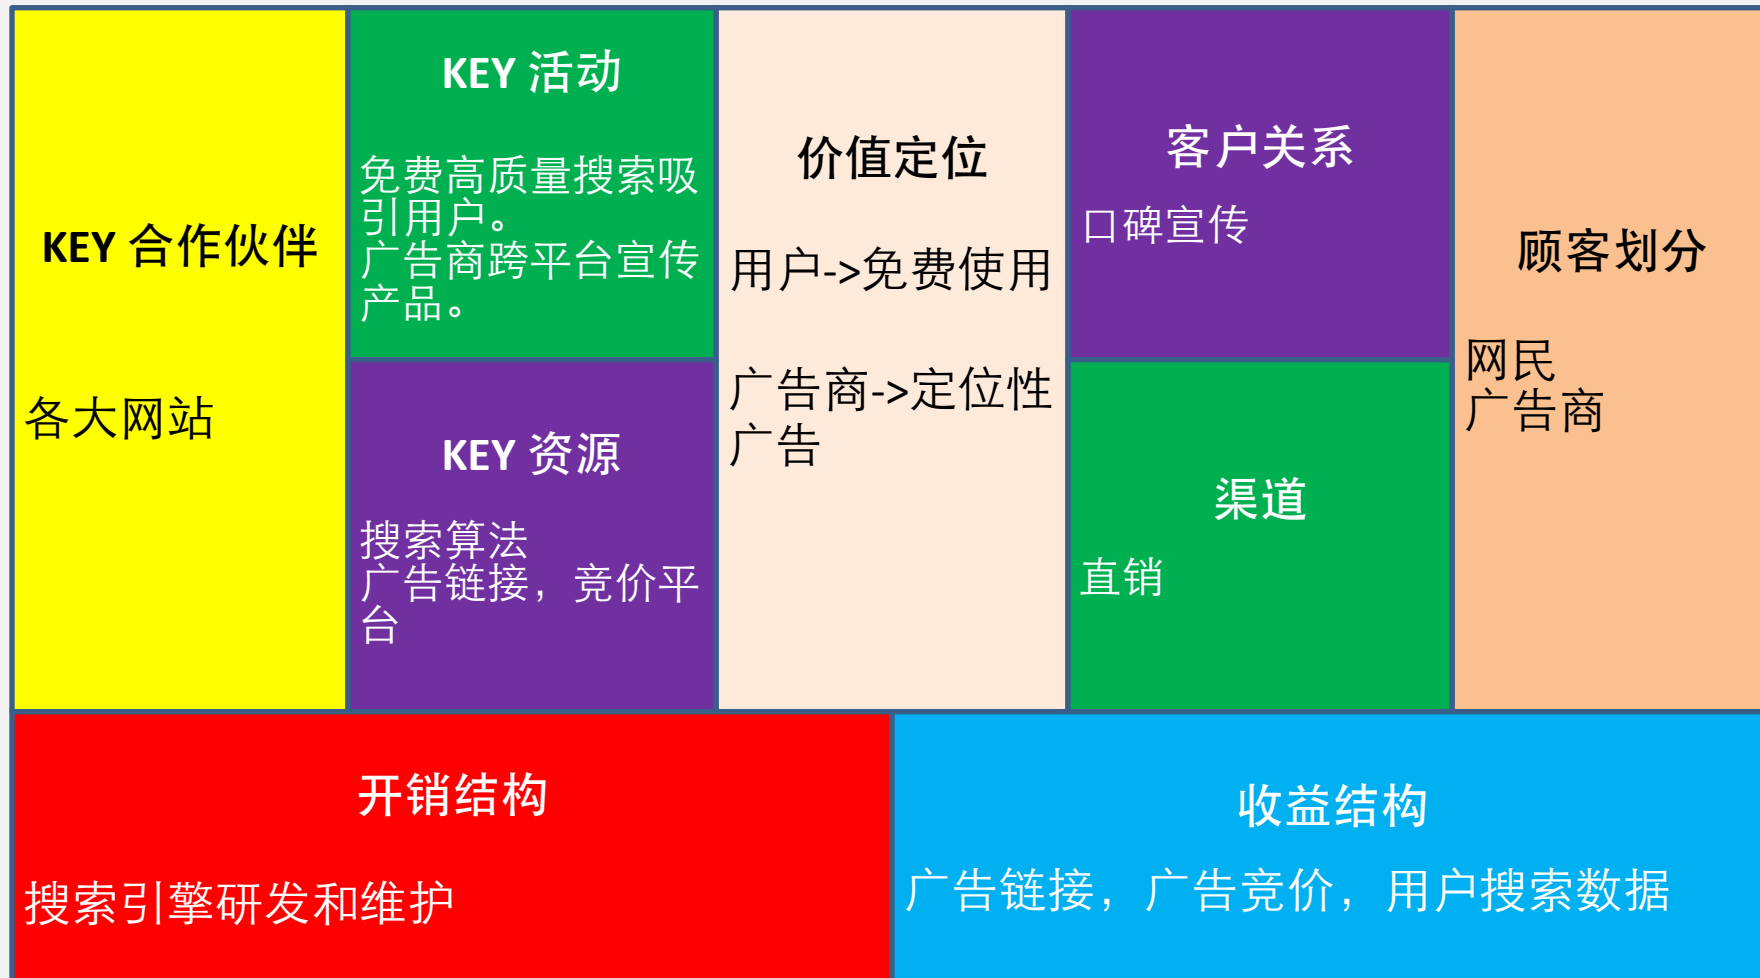 KEY 合作伙伴
各大网站
KEY 活动
免费高质量搜索吸
引用户。
广告商跨平台宣传
产品。
KEY 资源
搜索算法
广告链接，竞价平
台
价值定位
用户->免费使用
广告商->定位性
广告
客户关系
口碑宣传
渠道
直销
顾客划分
网民
广告商
开销结构
搜索引擎研发和维护
收益结构
广告链接，广告竞价，用户搜索数据